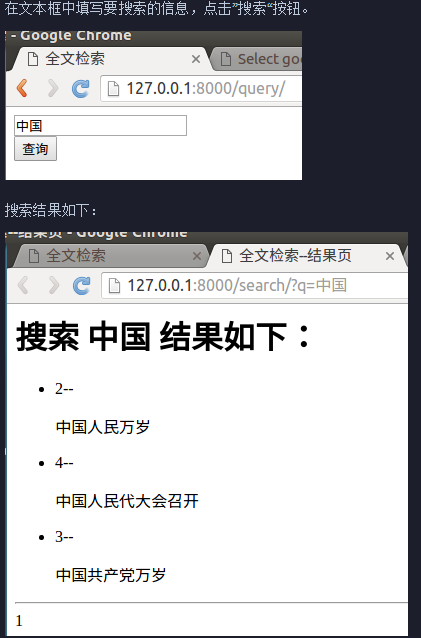 在文本框中填写要搜索的信息，点击”搜索“按钮。
- Google Chrome
全文检索
Select go
127.0.0.1:8000/query/
中国
查询
搜索结果如下：
--结果页 - Google Chrome
全文检索
全文检索--结果页
127.0.0.1:8000/search/?q=中国
搜索 中国 结果如下：
2--
中国人民万岁
4--
中国人民代大会召开
3--
中国共产党万岁
1